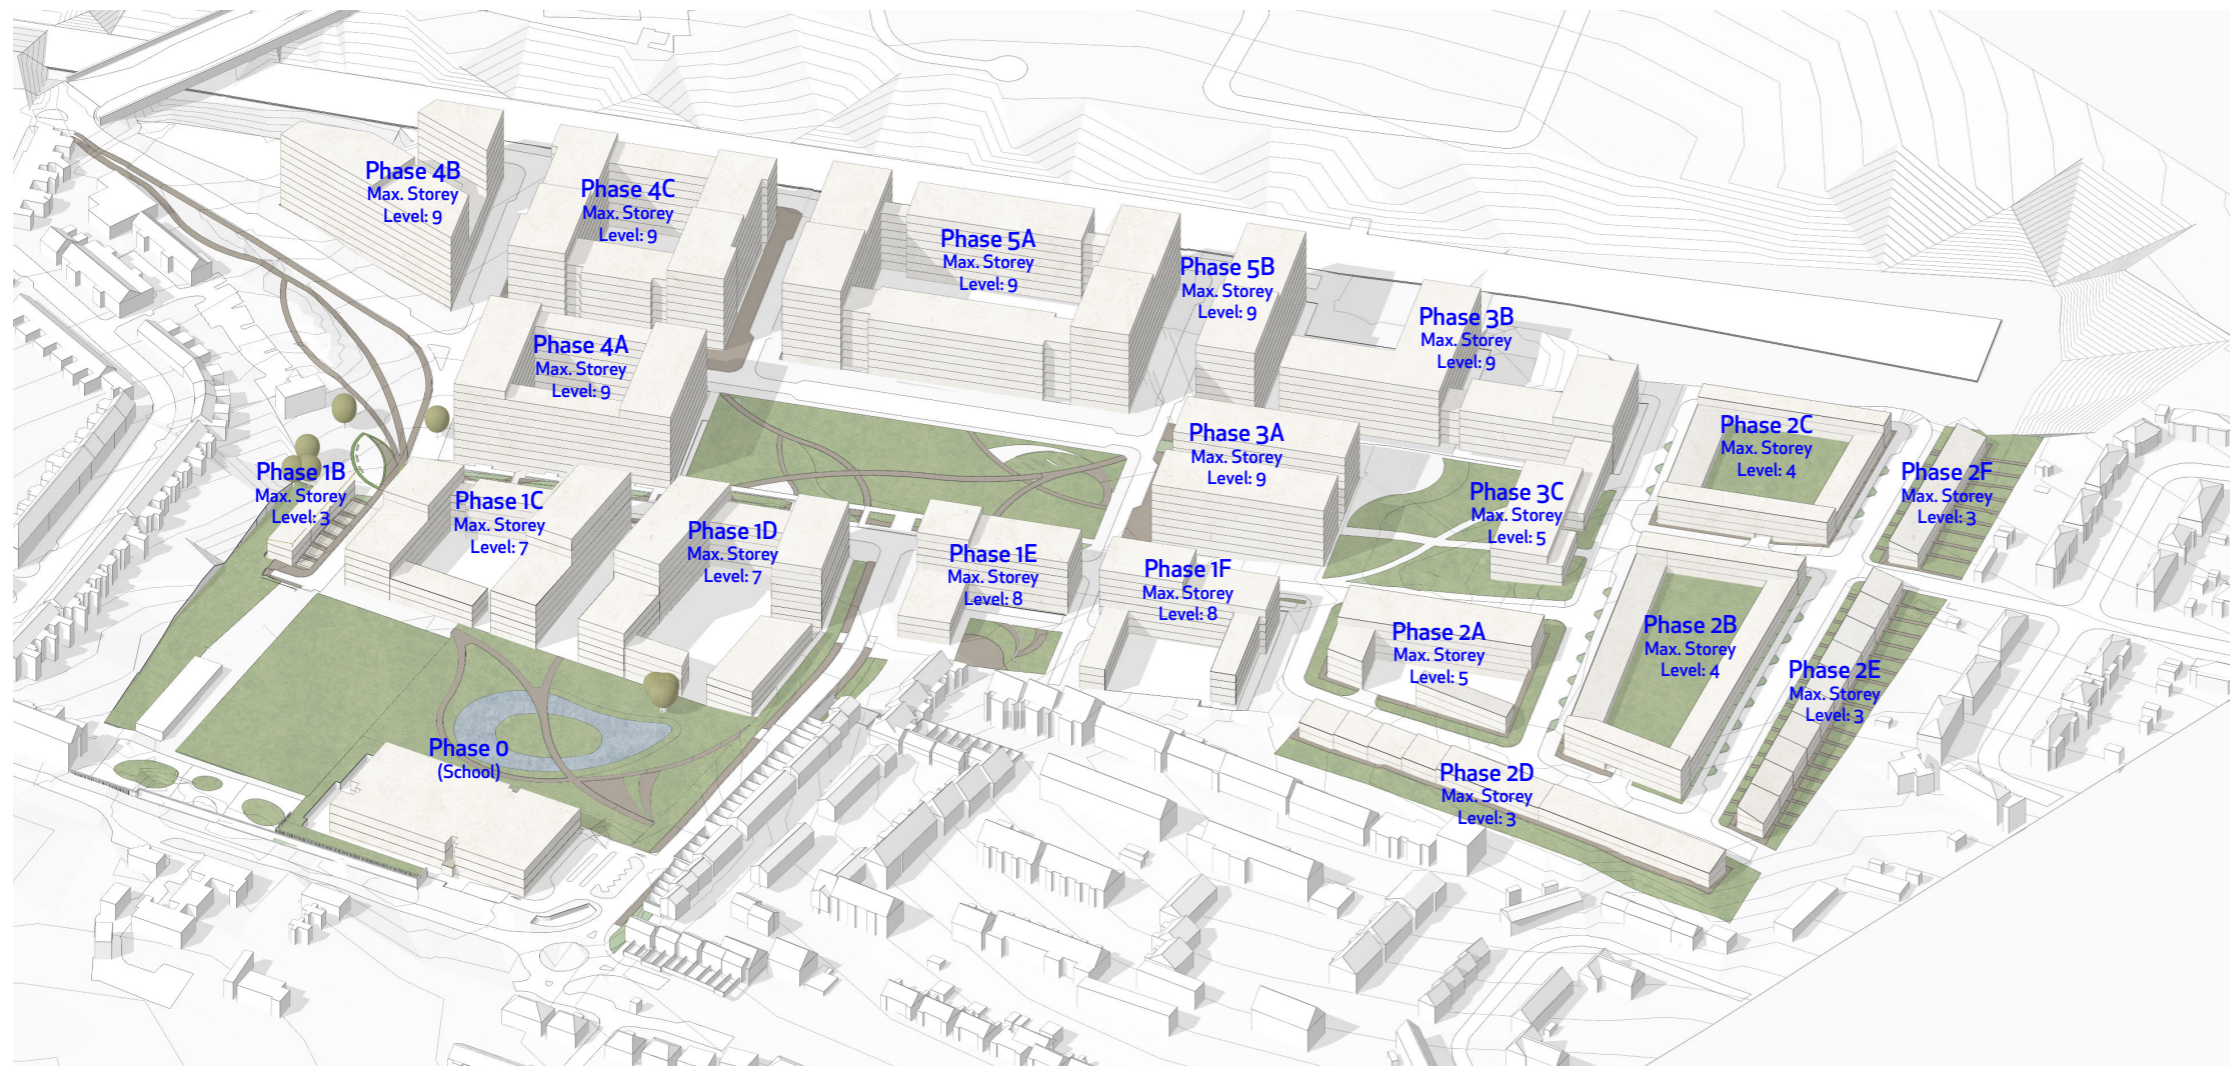 Phase 4B
Max. Storey
Level: 9
Phase 4C
Max. Storey
Level: 9
Phase 5A
Max. Storey
Level: 9
Phase 5B
Max. Storey
Level: 9
Phase 3B
Max. Storey
Level: 9
Phase 4A
Max. Storey
Level: 9
Phase 3A
Max. Storey
Level: 9
Phase 2C
Max. Storey
Level: 4
Phase 2F
Max. Storey
Level: 3
Phase 1B
Max. Storey
Level: 3
Phase 1C
Max. Storey
Level: 7
Phase 1D
Max. Storey
Level: 7
Phase 3C
Max. Storey
Level: 5
Phase 1E
Max. Storey
Level: 8
Phase 1F
Max. Storey
Level: 8
Phase 2A
Max. Storey
Level: 5
Phase 2B
Max. Storey
Level: 4
Phase 2E
Max. Storey
Level: 3
Phase 0
(School)
Phase 2D
Max. Storey
Level: 3